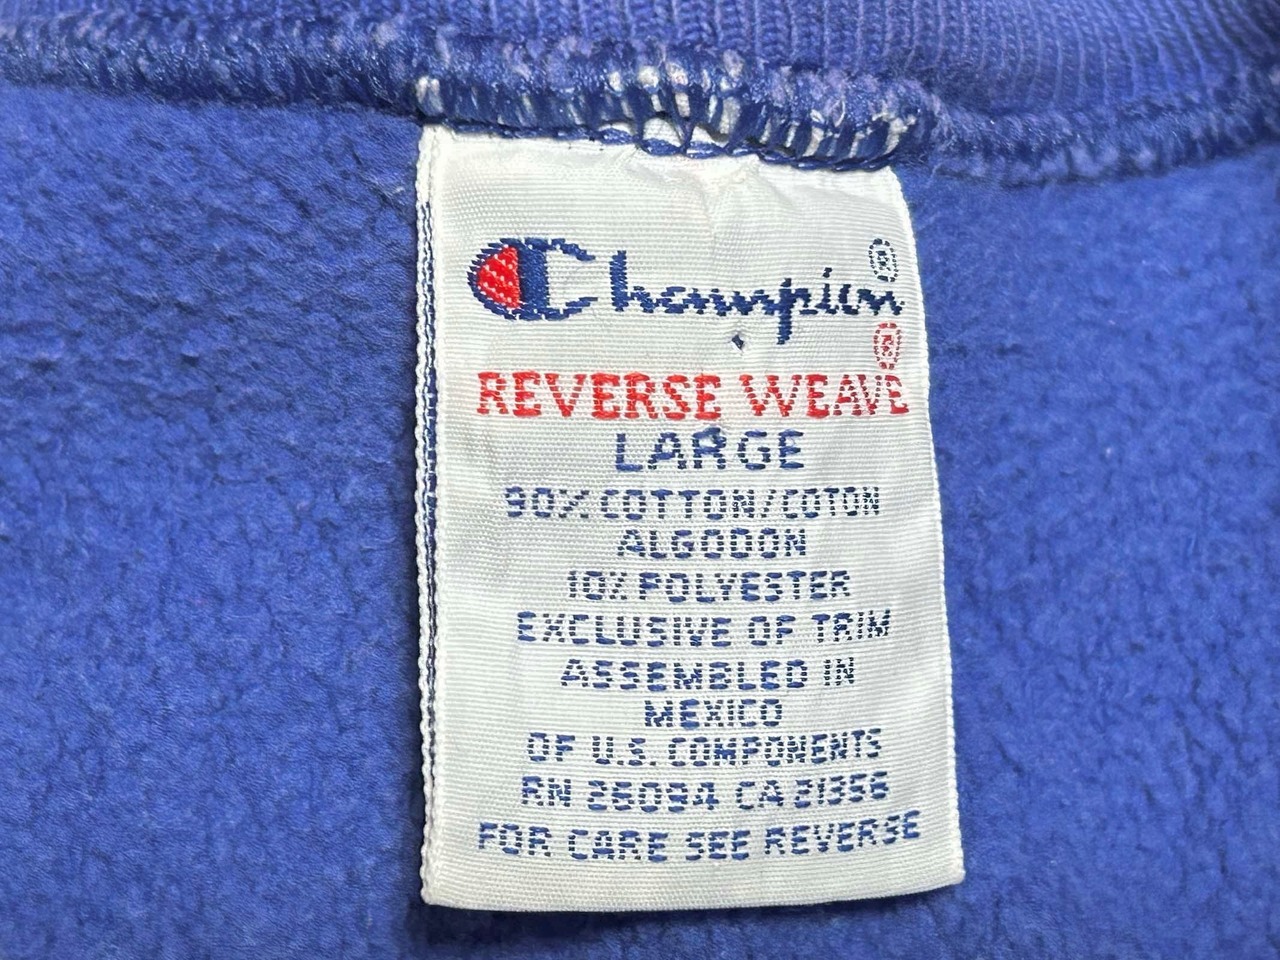 Champion®
®
REVERSE WEAVE
LARGE
90% COTTON/COTON
ALGODON
10% POLYESTER
EXCLUSIVE OF TRIM
ASSEMBLED IN
MEXICO
OF U.S. COMPONENTS
RN 26094 CA 21356
FOR CARE SEE REVERSE